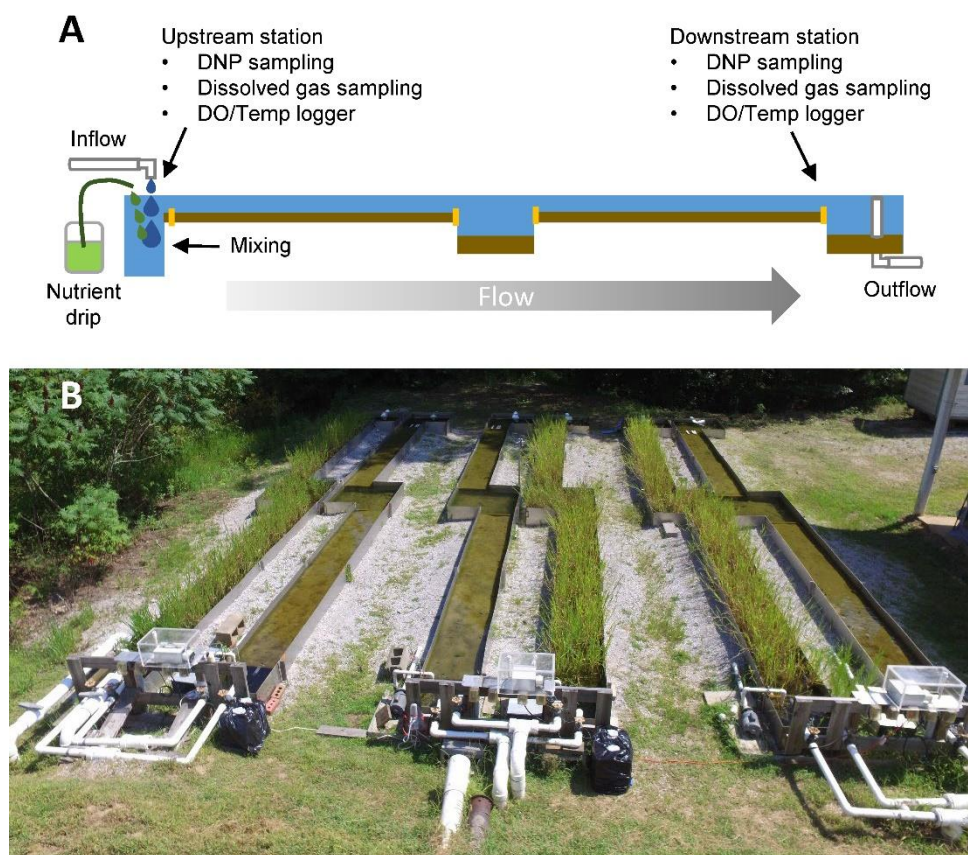 A
Upstream station
• DNP sampling
• Dissolved gas sampling
• DO/Temp logger
Downstream station
• DNP sampling
• Dissolved gas sampling
• DO/Temp logger
Inflow
Mixing
Nutrient
drip
Flow
Outflow
B